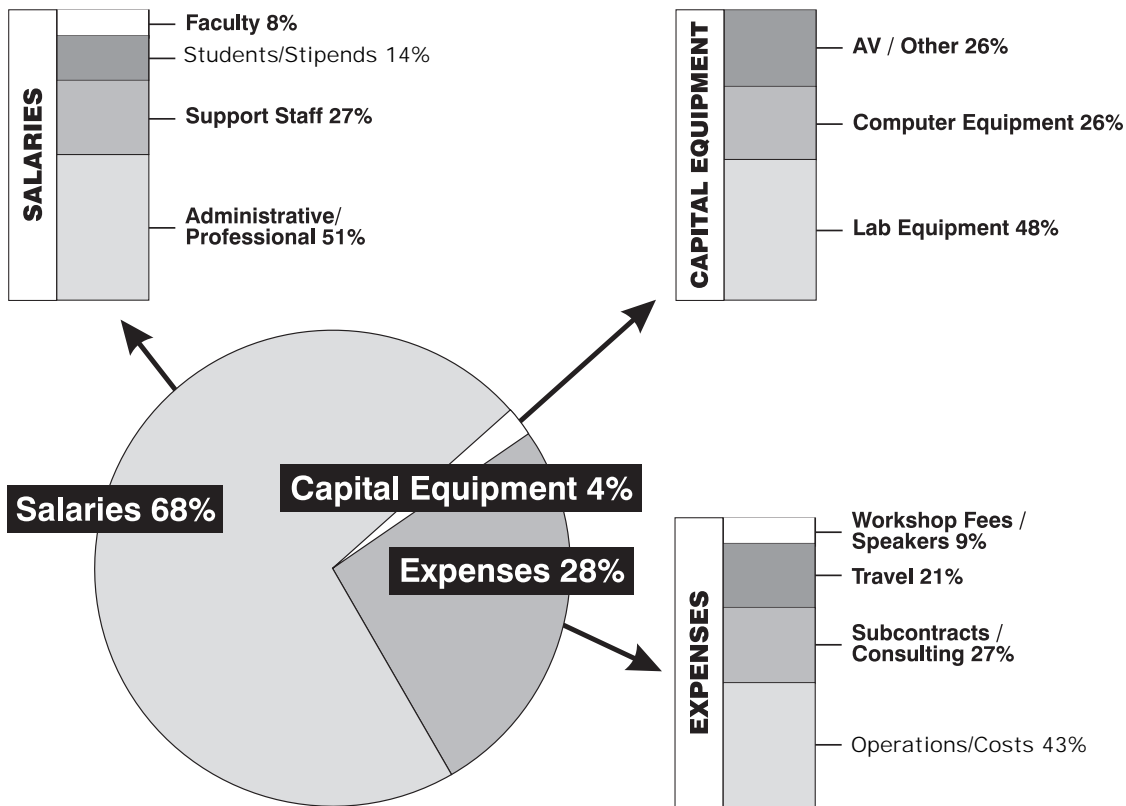 SALARIES
Faculty 8%
Students/Stipends 14%
Support Staff 27%
Administrative/
Professional 51%
CAPITAL EQUIPMENT
AV / Other 26%
Computer Equipment 26%
Lab Equipment 48%
Salaries 68%
Capital Equipment 4%
Expenses 28%
EXPENSES
Workshop Fees /
Speakers 9%
Travel 21%
Subcontracts /
Consulting 27%
Operations/Costs 43%